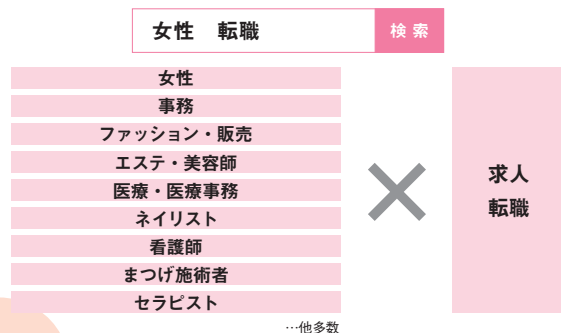 女性　転職
検索
女性
事務
ファッション・販売
エステ・美容師
医療・医療事務
ネイリスト
看護師
まつげ施術者
セラピスト
…他多数
求人
転職